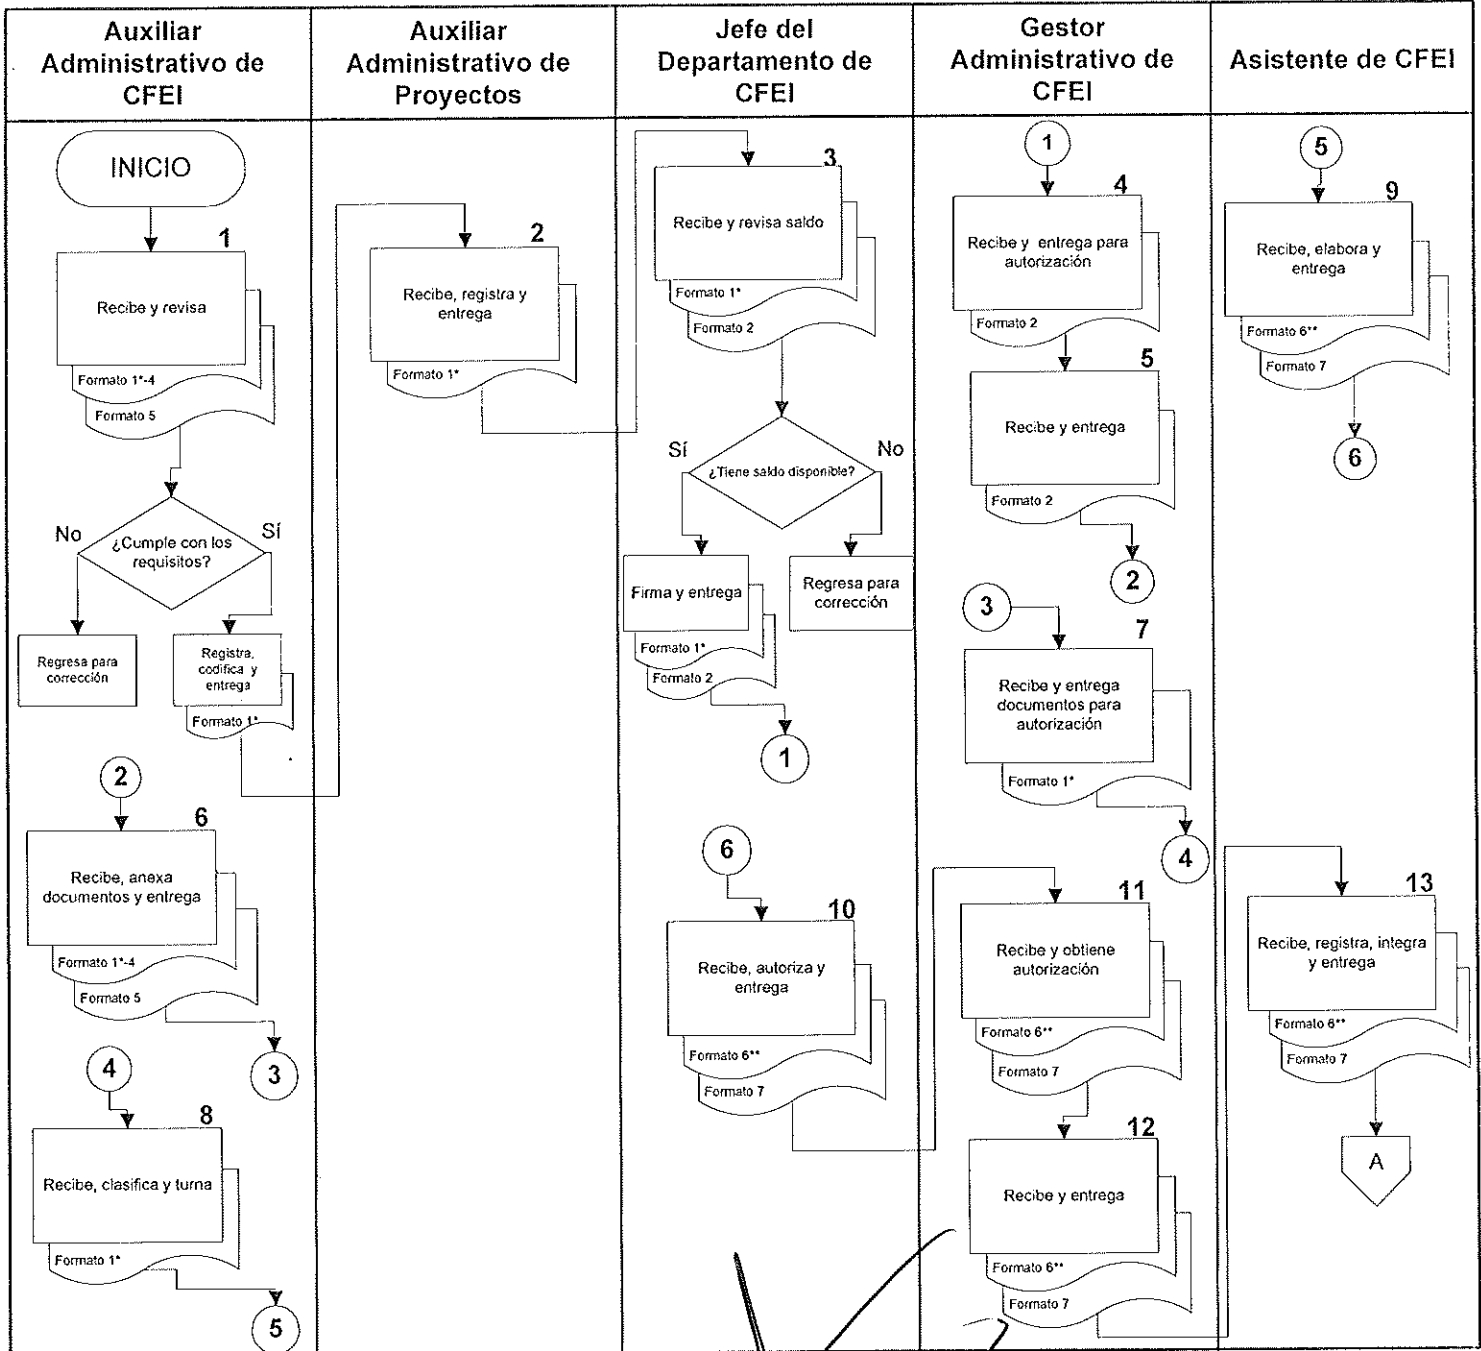 Auxiliar
Administrativo de
CFEI
Auxiliar
Administrativo de
Proyectos
Jefe del
Departamento de
CFEI
Gestor
Administrativo de
CFEI
Asistente de CFEI
INICIO
1
Recibe y revisa
Formato 1*-4
Formato 5
¿Cumple con los
requisitos?
No
Sí
Regresa para
corrección
Registra,
codifica y
entrega
Formato 1*
2
6
Recibe, anexa
documentos y entrega
Formato 1*-4
Formato 5
3
4
8
Recibe, clasifica y turna
Formato 1*
5
2
Recibe, registra y
entrega
Formato 1*
3
Recibe y revisa saldo
Formato 1*
Formato 2
Sí
No
¿Tiene saldo disponible?
Firma y entrega
Formato 1*
Formato 2
Regresa para
corrección
1
6
10
Recibe, autoriza y
entrega
Formato 6**
Formato 7
1
4
Recibe y entrega para
autorización
Formato 2
5
Recibe y entrega
Formato 2
2
3
7
Recibe y entrega
documentos para
autorización
Formato 1*
4
11
Recibe y obtiene
autorización
Formato 6**
Formato 7
12
Recibe y entrega
Formato 6**
Formato 7
5
9
Recibe, elabora y
entrega
Formato 6**
Formato 7
6
13
Recibe, registra, integra
y entrega
Formato 6**
Formato 7
A